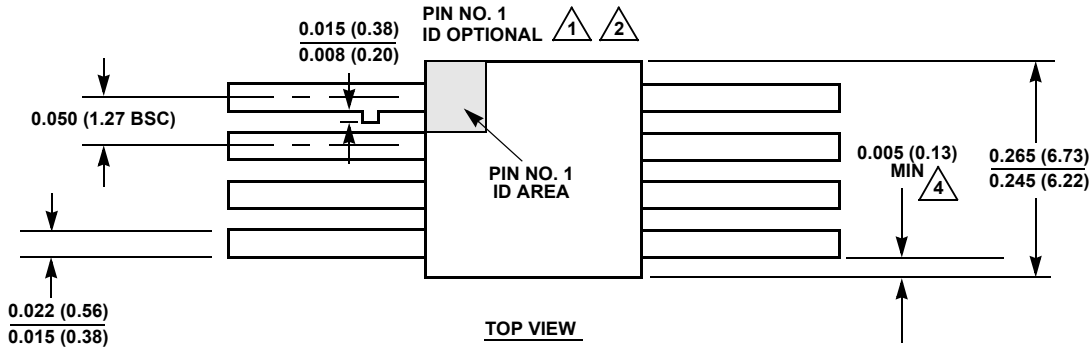 PIN NO. 1
ID OPTIONAL 1 2
0.015 (0.38)
0.008 (0.20)
0.050 (1.27 BSC)
PIN NO. 1
ID AREA
0.005 (0.13)
MIN 4
0.265 (6.73)
0.245 (6.22)
0.022 (0.56)
0.015 (0.38)
TOP VIEW